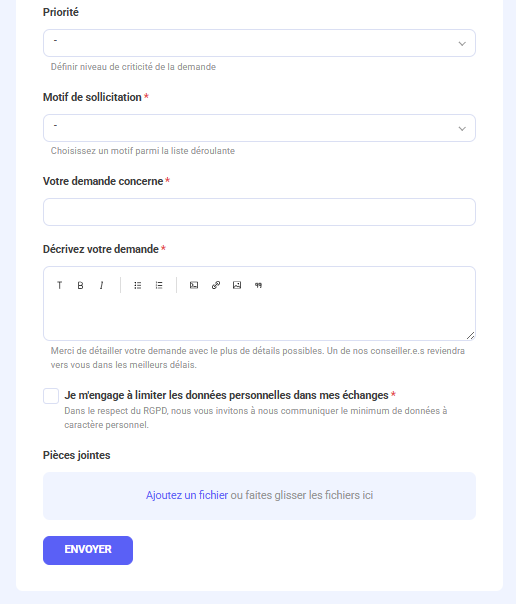 Priorité
-
Définir niveau de criticité de la demande
Motif de sollicitation *
-
Choisissez un motif parmi la liste déroulante
Votre demande concerne *
Décrivez votre demande *
T B I
Merci de détailler votre demande avec le plus de détails possibles. Un de nos conseiller.e.s reviendra
vers vous dans les meilleurs délais.
Je m'engage à limiter les données personnelles dans mes échanges *
Dans le respect du RGPD, nous vous invitons à nous communiquer le minimum de données à
caractère personnel.
Pièces jointes
Ajoutez un fichier ou faites glisser les fichiers ici
ENVOYER